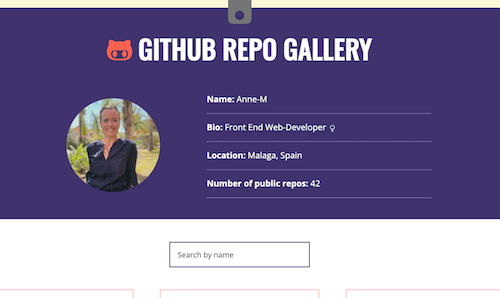 GITHUB REPO GALLERY
Name: Anne-M
Bio: Front End Web-Developer ♀
Location: Malaga, Spain
Number of public repos: 42
Search by name